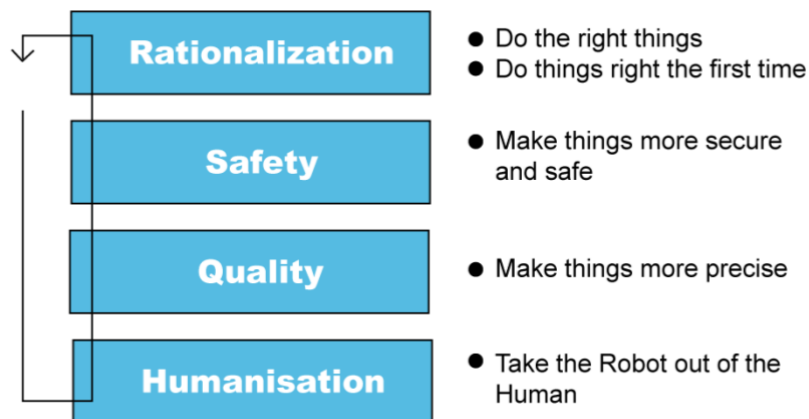 Rationalization
● Do the right things
● Do things right the first time
Safety
● Make things more secure
and safe
Quality
● Make things more precise
Humanisation
● Take the Robot out of the
Human